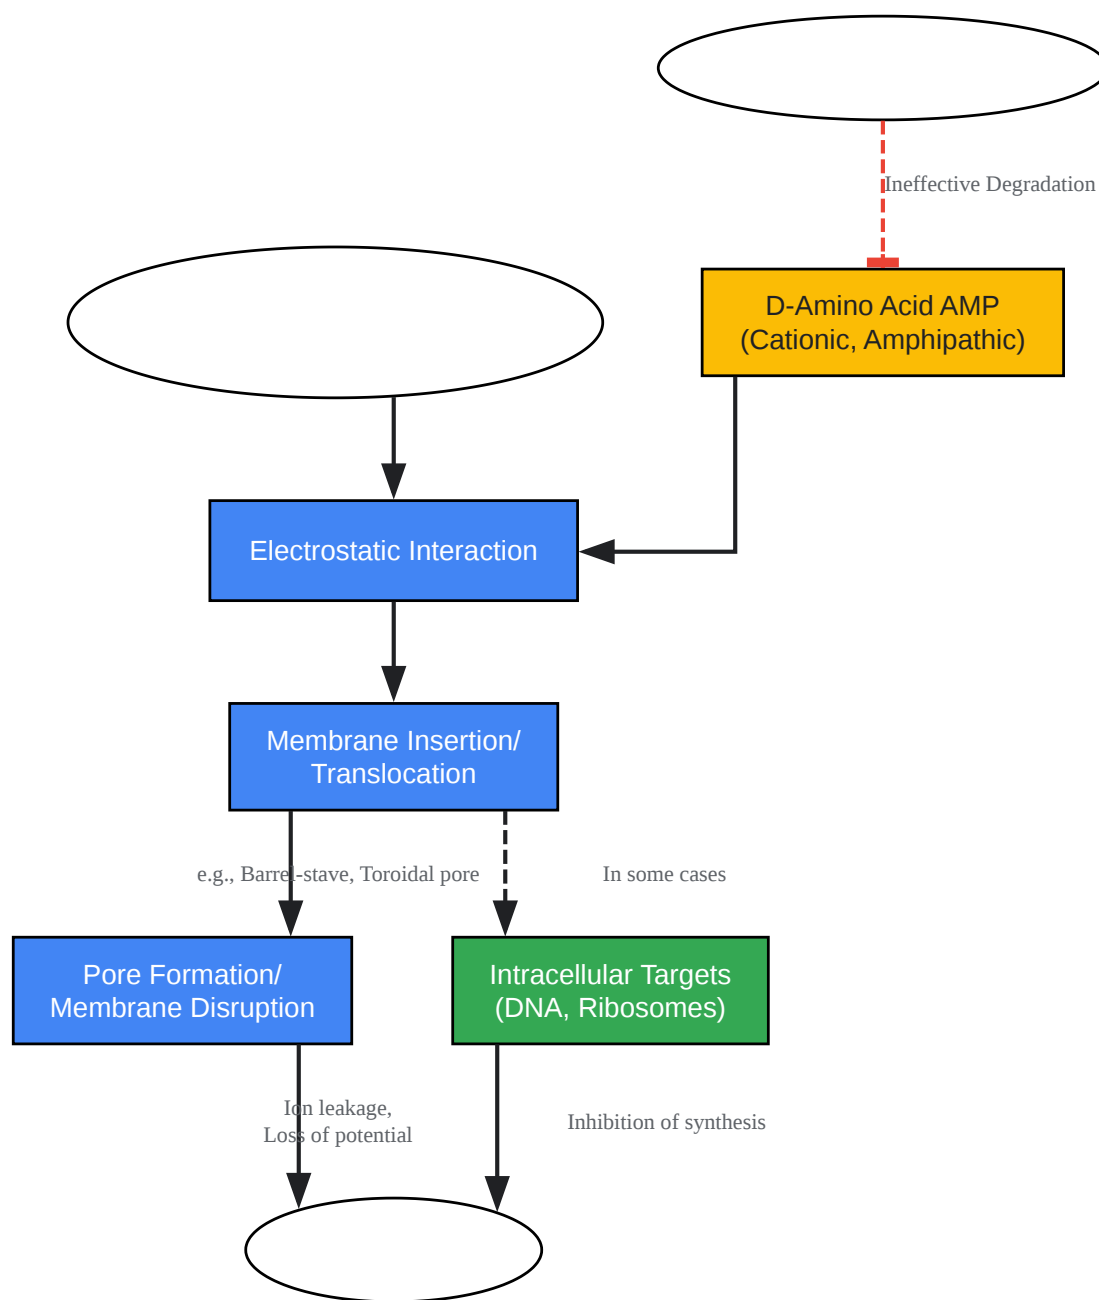 Ineffective Degradation
D-Amino Acid AMP
(Cationic, Amphipathic)
Electrostatic Interaction
Membrane Insertion/
Translocation
e.g., Barrel-stave, Toroidal pore
In some cases
Pore Formation/
Membrane Disruption
Intracellular Targets
(DNA, Ribosomes)
Ion leakage,
Loss of potential
Inhibition of synthesis